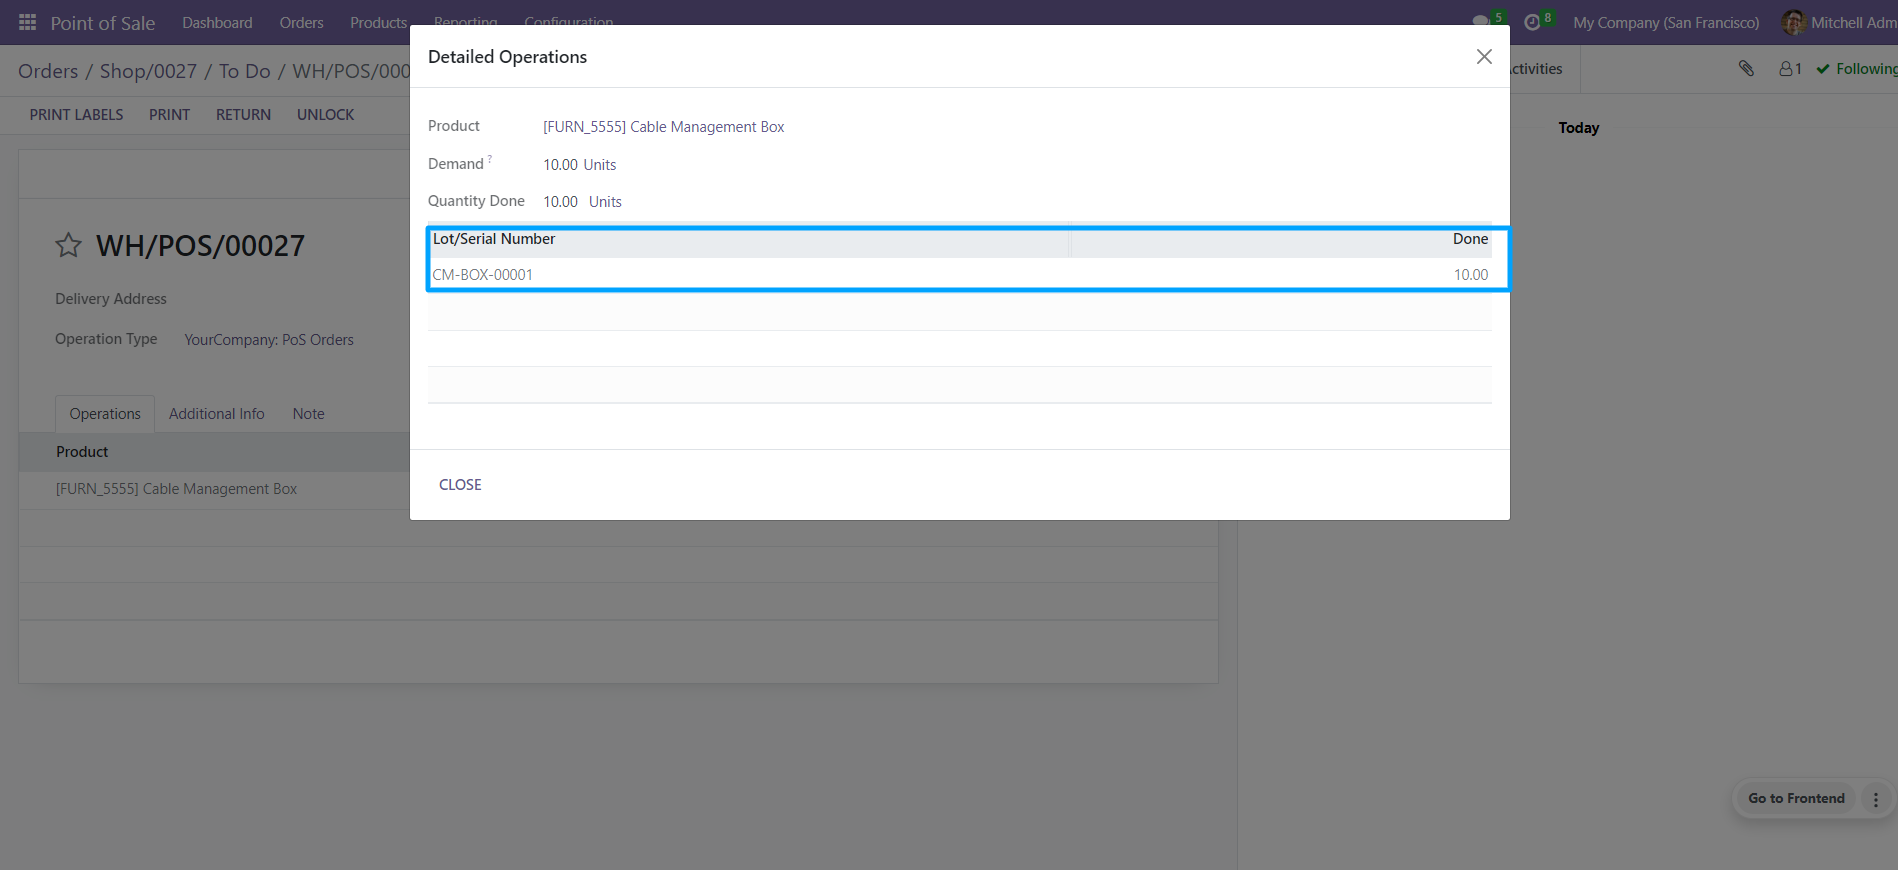 Point of Sale Dashboard Orders Products Reporting Configuration 5 8 My Company (San Francisco) Mitchell Adm
Detailed Operations
Orders / Shop/0027 / To Do / WH/POS/000
ctivities 1 Following
PRINT LABELS PRINT RETURN UNLOCK
Today
Product [FURN_5555] Cable Management Box
Demand ? 10.00 Units
Quantity Done 10.00 Units
Lot/Serial Number Done
CM-BOX-00001 10.00
CLOSE
WH/POS/00027
Delivery Address
Operation Type YourCompany: PoS Orders
Operations Additional Info Note
Product
[FURN_5555] Cable Management Box
Go to Frontend